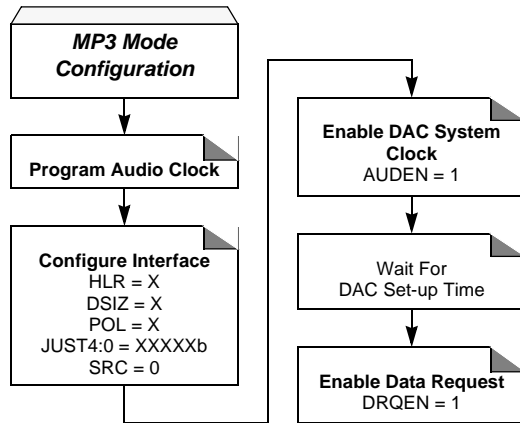 MP3 Mode
Configuration
Program Audio Clock
Configure Interface
HLR = X
DSIZ = X
POL = X
JUST4:0 = XXXXXb
SRC = 0
Enable DAC System
Clock
AUDEN = 1
Wait For
DAC Set-up Time
Enable Data Request
DRQEN = 1